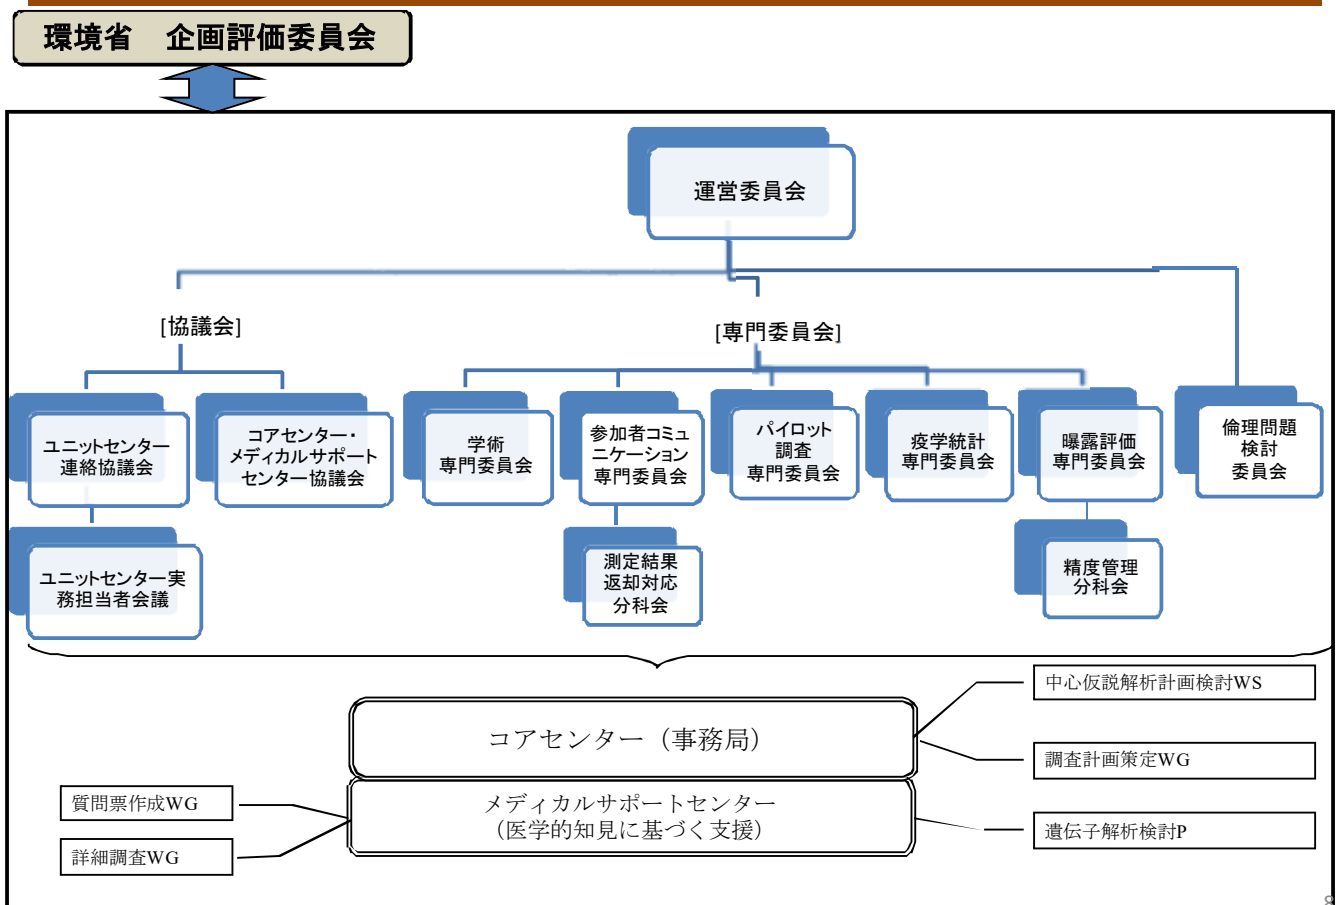 環境省　企画評価委員会
運営委員会
[協議会]
[専門委員会]
ユニットセンター
連絡協議会
コアセンター・
メディカルサポート
センター協議会
学術
専門委員会
参加者コミュ
ニケーション
専門委員会
パイロット
調査
専門委員会
疫学統計
専門委員会
曝露評価
専門委員会
倫理問題
検討
委員会
ユニットセンター実
務担当者会議
測定結果
返却対応
分科会
精度管理
分科会
コアセンター（事務局）
メディカルサポートセンター
（医学的知見に基づく支援）
質問票作成WG
詳細調査WG
中心仮説解析計画検討WS
調査計画策定WG
遺伝子解析検討P
8